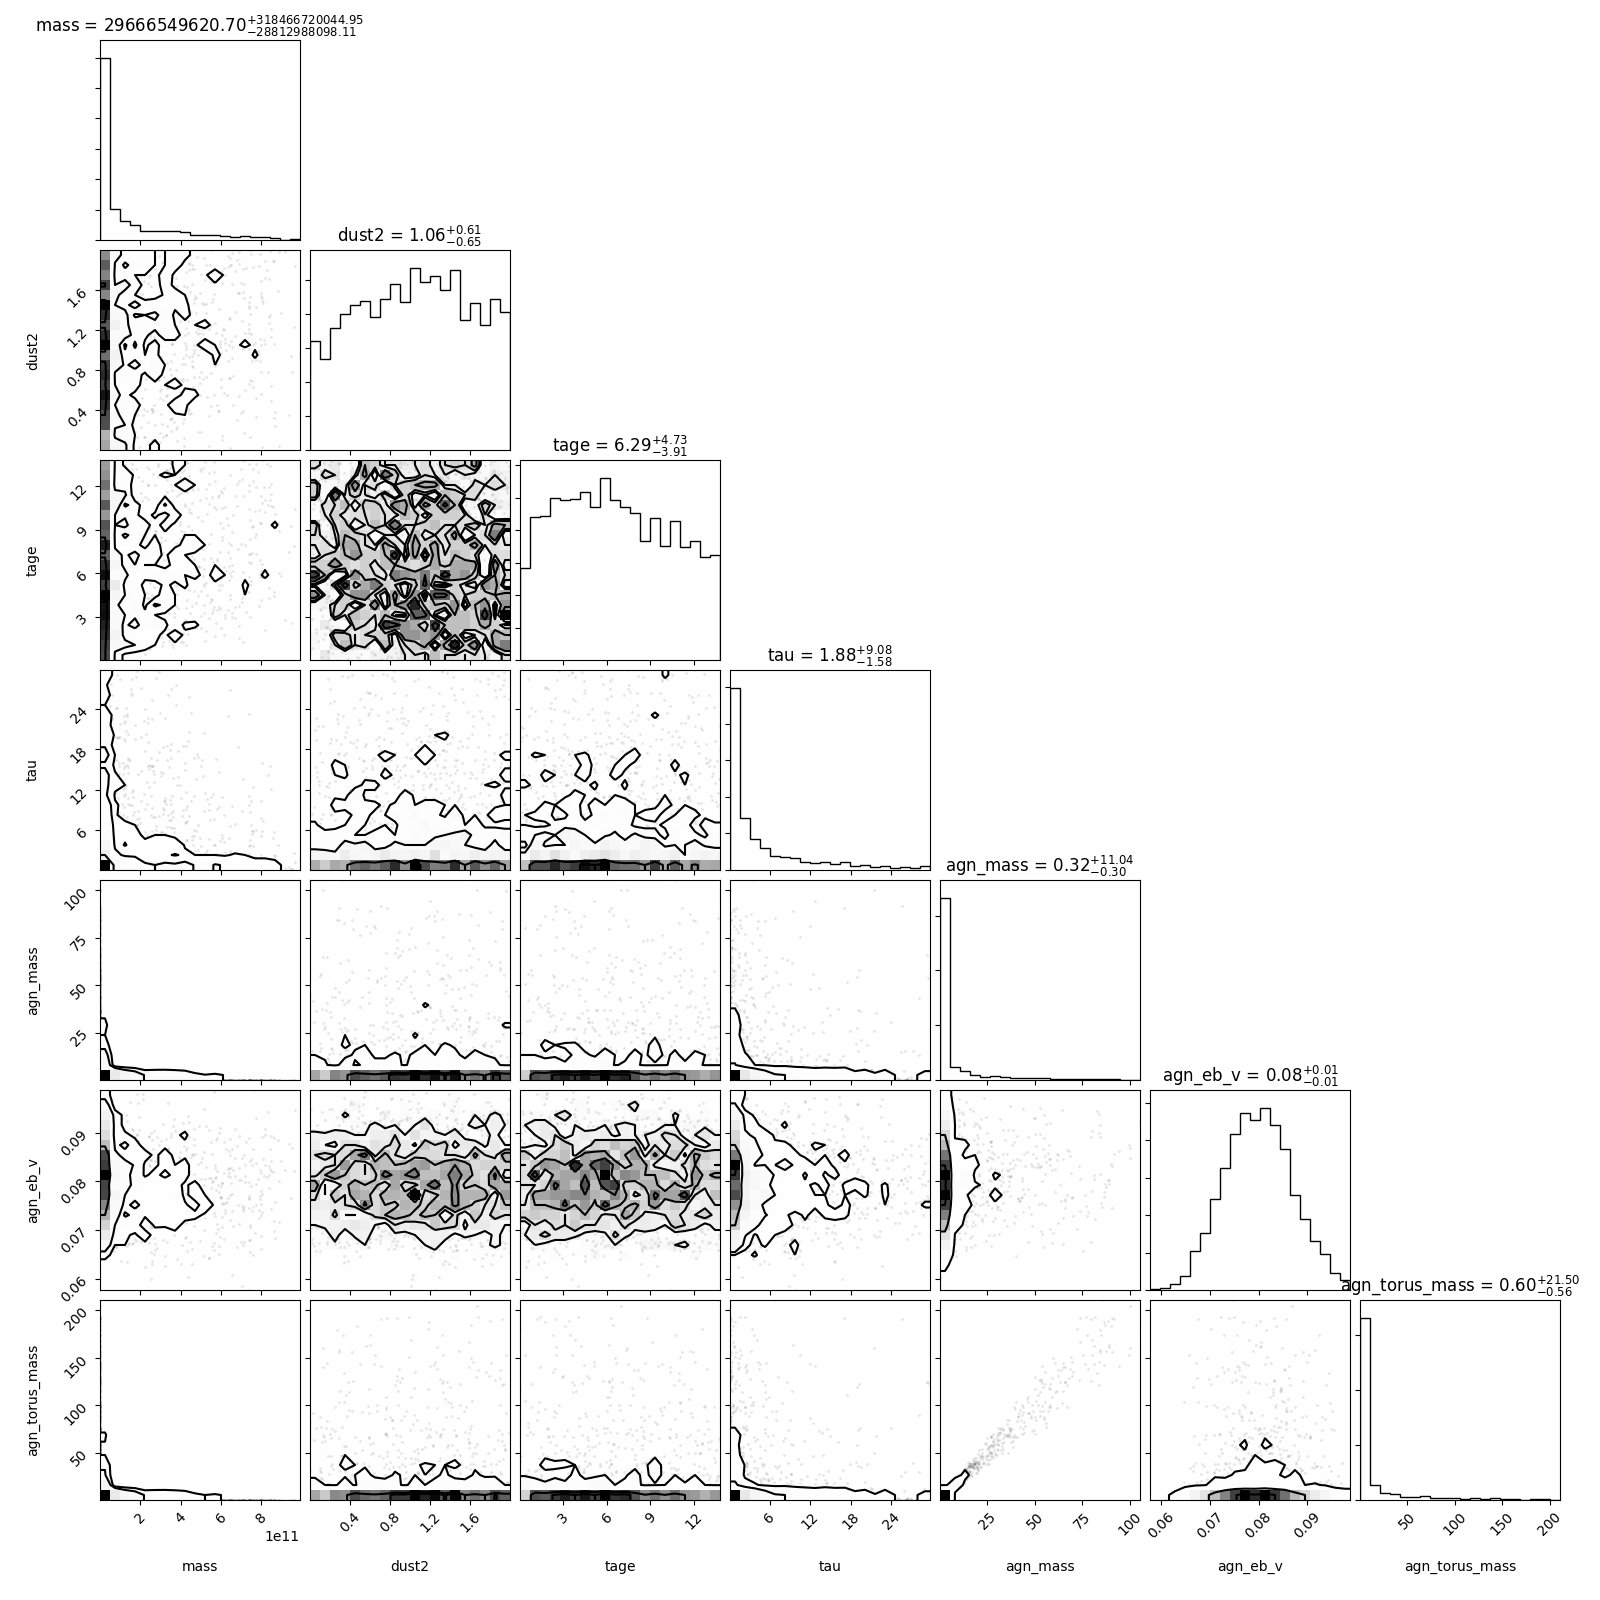 mass = 29666549620.70 +318466720044.95 −28812988098.11
dust2 = 1.06 +0.61 −0.65
1.6
1.2
0.8
0.4
dust2
tage = 6.29 +4.73 −3.91
12
9
6
3
tage
tau = 1.88 +9.08 −1.58
24
18
12
6
tau
agn_mass = 0.32 +11.04 −0.30
100
75
50
25
agn_mass
agn_eb_v = 0.08 +0.01 −0.01
0.09
0.08
0.07
0.06
agn_eb_v
agn_torus_mass = 0.60 +21.50 −0.56
200
150
100
50
agn_torus_mass
2 4 6 8 0.4 0.8 1.2 1.6 3 6 9 12 6 12 18 24 25 50 75 100 0.06 0.07 0.08 0.09 50 100 150 200
1e11
mass dust2 tage tau agn_mass agn_eb_v agn_torus_mass